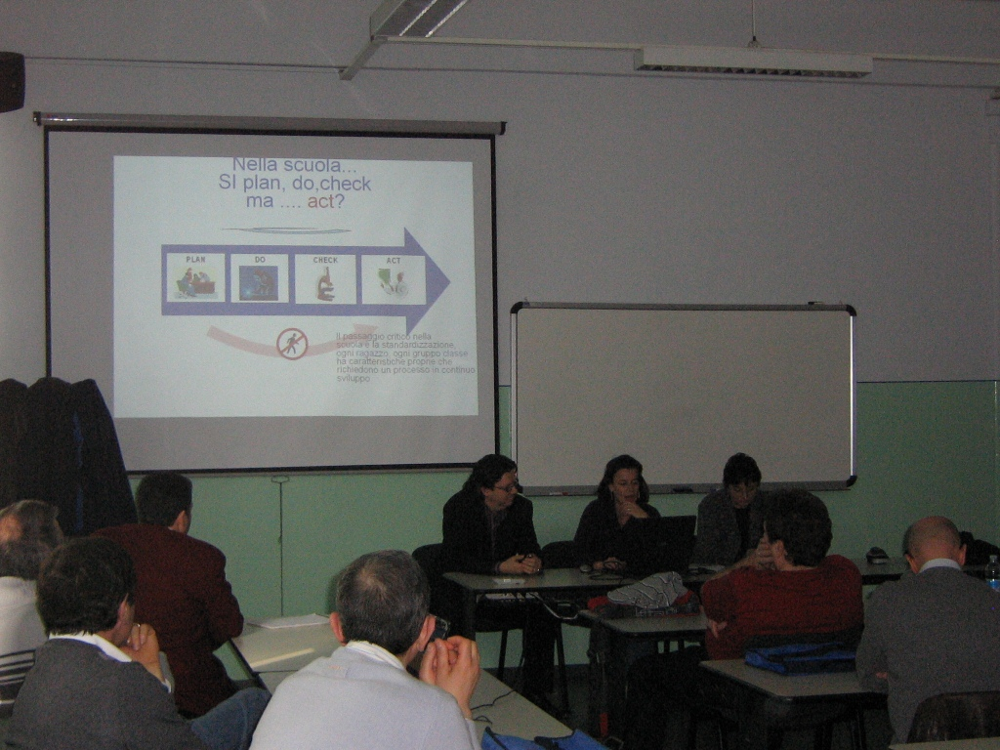 Nella scuola...
SI plan, do,check
ma .... act?
PLAN DO CHECK ACT
Il passaggio critico nella
scuola è la standardizzazione,
ogni ragazzo, ogni gruppo classe
ha caratteristiche proprie che
richiedono un processo in continuo
sviluppo